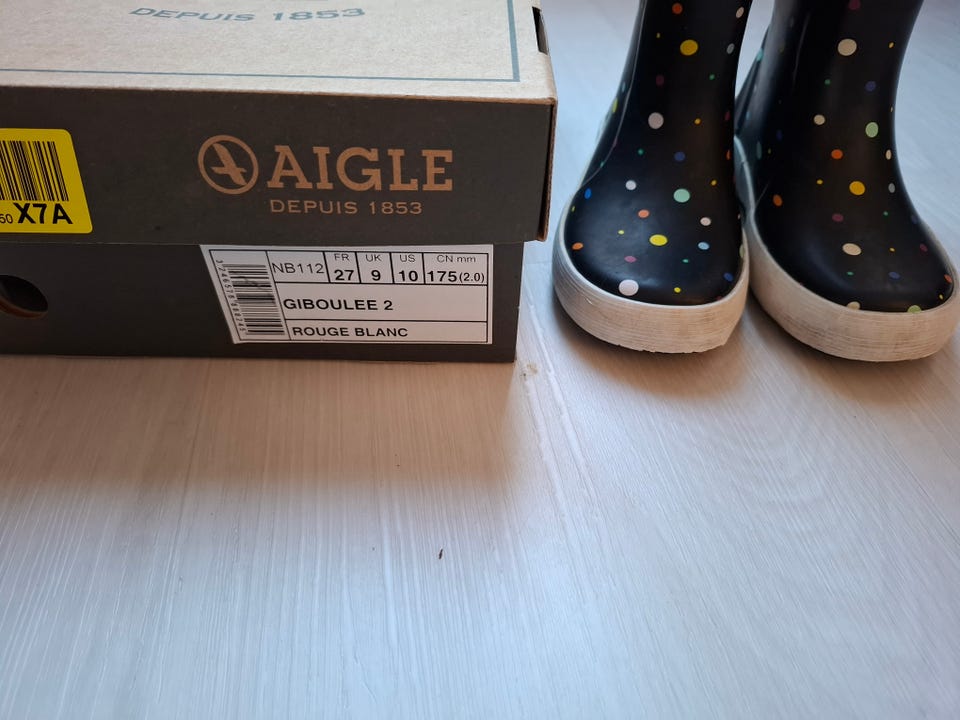 DEPUIS 1853
AIGLE
DEPUIS 1853
50 X7A
NB112 FR 27 UK 9 US 10 CN mm 175 (2.0)
GIBOULEE 2
ROUGE BLANC